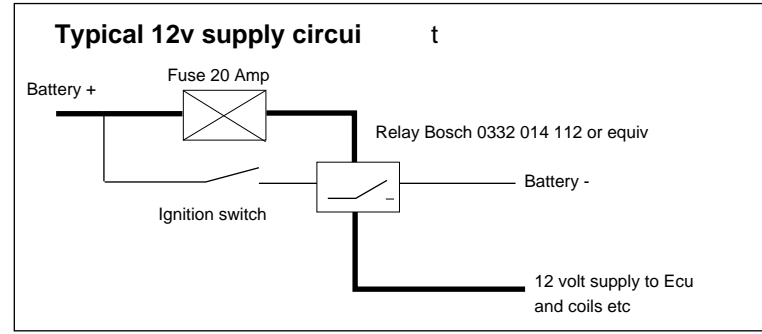 Typical 12v supply circui t
Fuse 20 Amp
Battery +
Relay Bosch 0332 014 112 or equiv
Battery -
Ignition switch
12 volt supply to Ecu
and coils etc